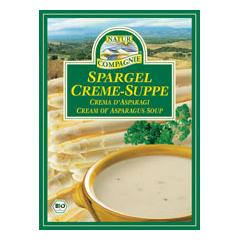 NATUR
COMPAGNIE
SPARGEL
CREME-SUPPE
CREMA D'ASPARAGI
CREAM OF ASPARAGUS SOUP
BIO